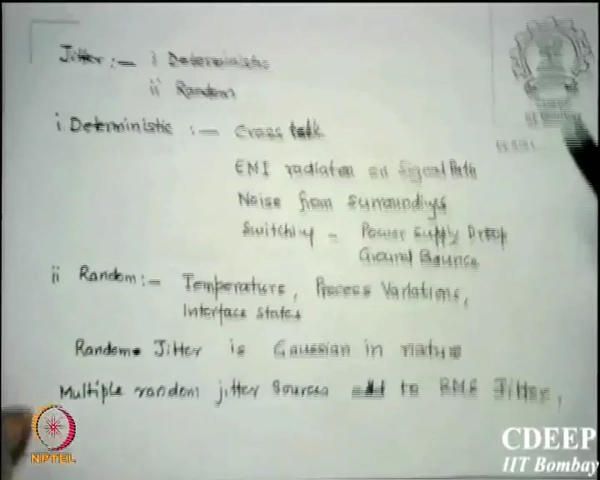 Jitter :- i Deterministic
ii Random
i Deterministic :- Cross talk
EMI radiation on Signal Path
Noise from Surroundings
Switching - Power Supply Droop
Ground Bounce
ii Random :- Temperature, Process Variations,
Interface States
Random Jitter is Gaussian in nature
Multiple random jitter Sources add to RMS Jitter,
NPTEL
CDEEP
IIT Bombay